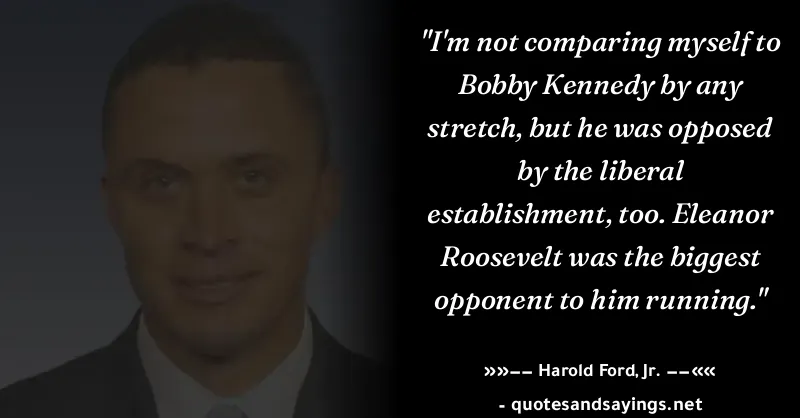 "I'm not comparing myself to
Bobby Kennedy by any
stretch, but he was opposed
by the liberal
establishment, too. Eleanor
Roosevelt was the biggest
opponent to him running."
»»−− Harold Ford, Jr. −−««
- quotesandsayings.net